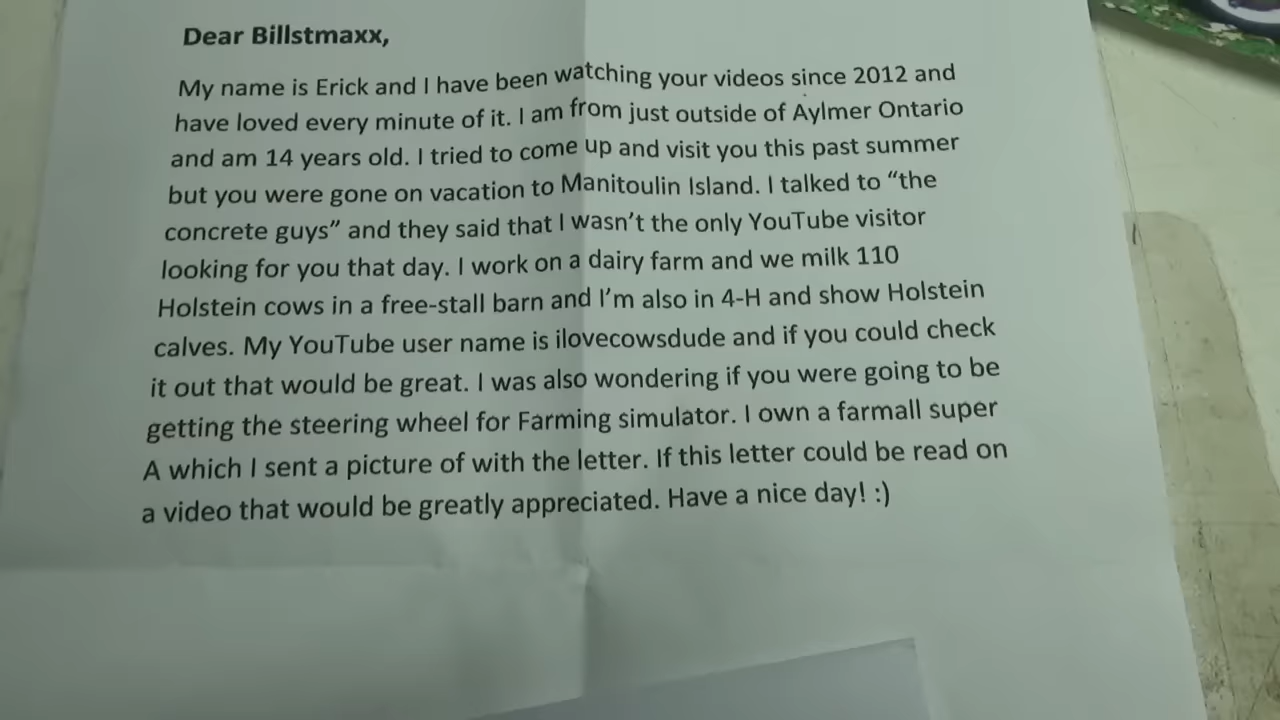 Dear Billstmaxx,
My name is Erick and I have been watching your videos since 2012 and
have loved every minute of it. I am from just outside of Aylmer Ontario
and am 14 years old. I tried to come up and visit you this past summer
but you were gone on vacation to Manitoulin Island. I talked to “the
concrete guys” and they said that I wasn’t the only YouTube visitor
looking for you that day. I work on a dairy farm and we milk 110
Holstein cows in a free-stall barn and I’m also in 4-H and show Holstein
calves. My YouTube user name is ilovecowsdude and if you could check
it out that would be great. I was also wondering if you were going to be
getting the steering wheel for Farming simulator. I own a farmall super
A which I sent a picture of with the letter. If this letter could be read on
a video that would be greatly appreciated. Have a nice day! :)